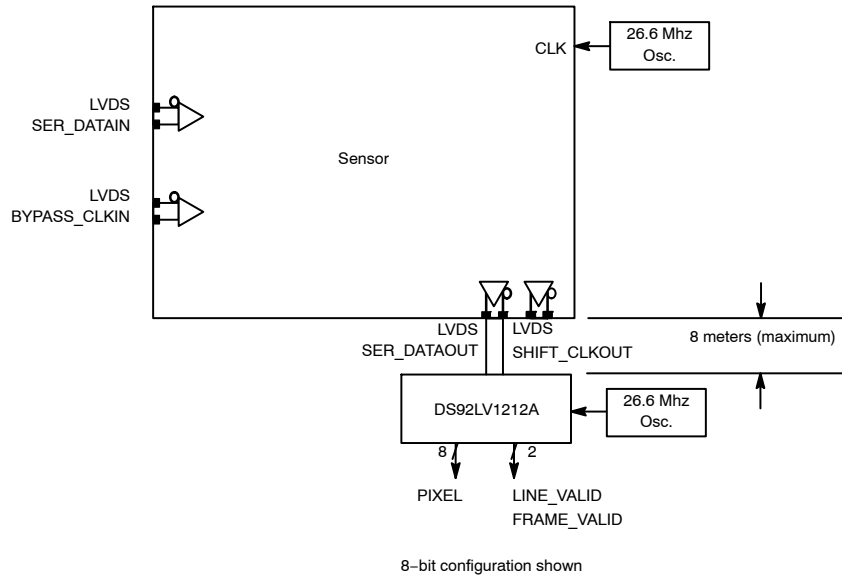 CLK
26.6 Mhz
Osc.
LVDS
SER_DATAIN
Sensor
LVDS
BYPASS_CLKIN
LVDS
SER_DATAOUT
LVDS
SHIFT_CLKOUT
8 meters (maximum)
DS92LV1212A
26.6 Mhz
Osc.
8
2
PIXEL
LINE_VALID
FRAME_VALID
8−bit configuration shown